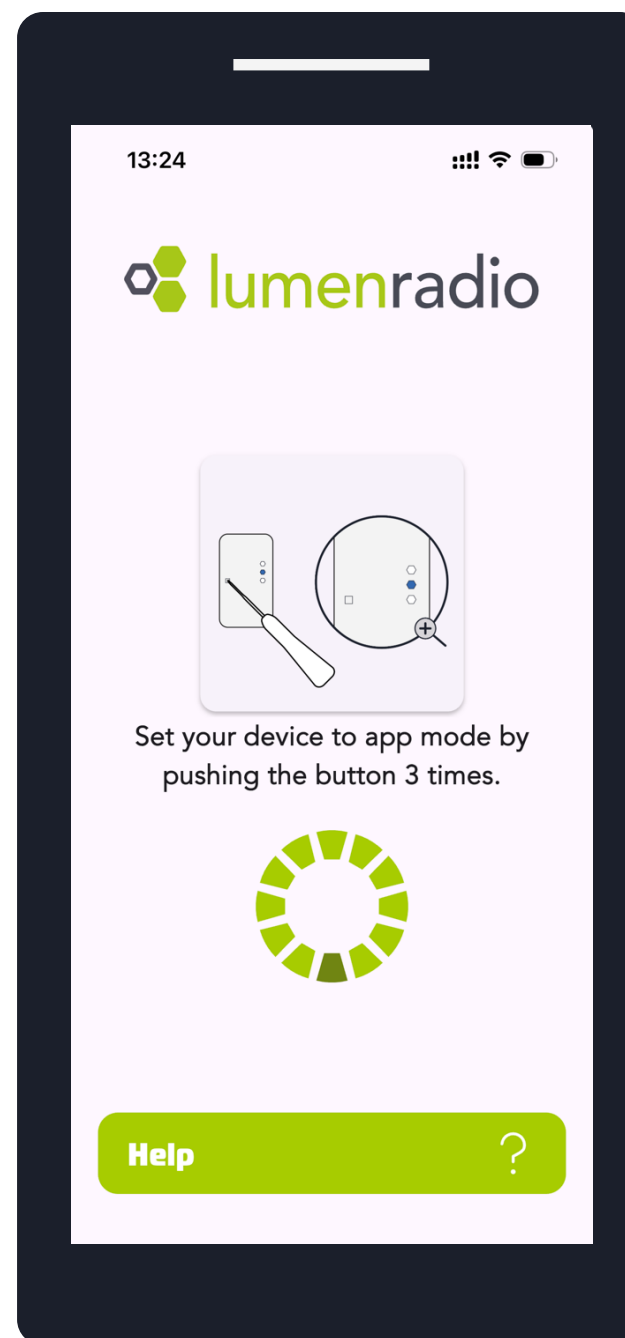 13:24
lumenradio
Set your device to app mode by
pushing the button 3 times.
Help ?